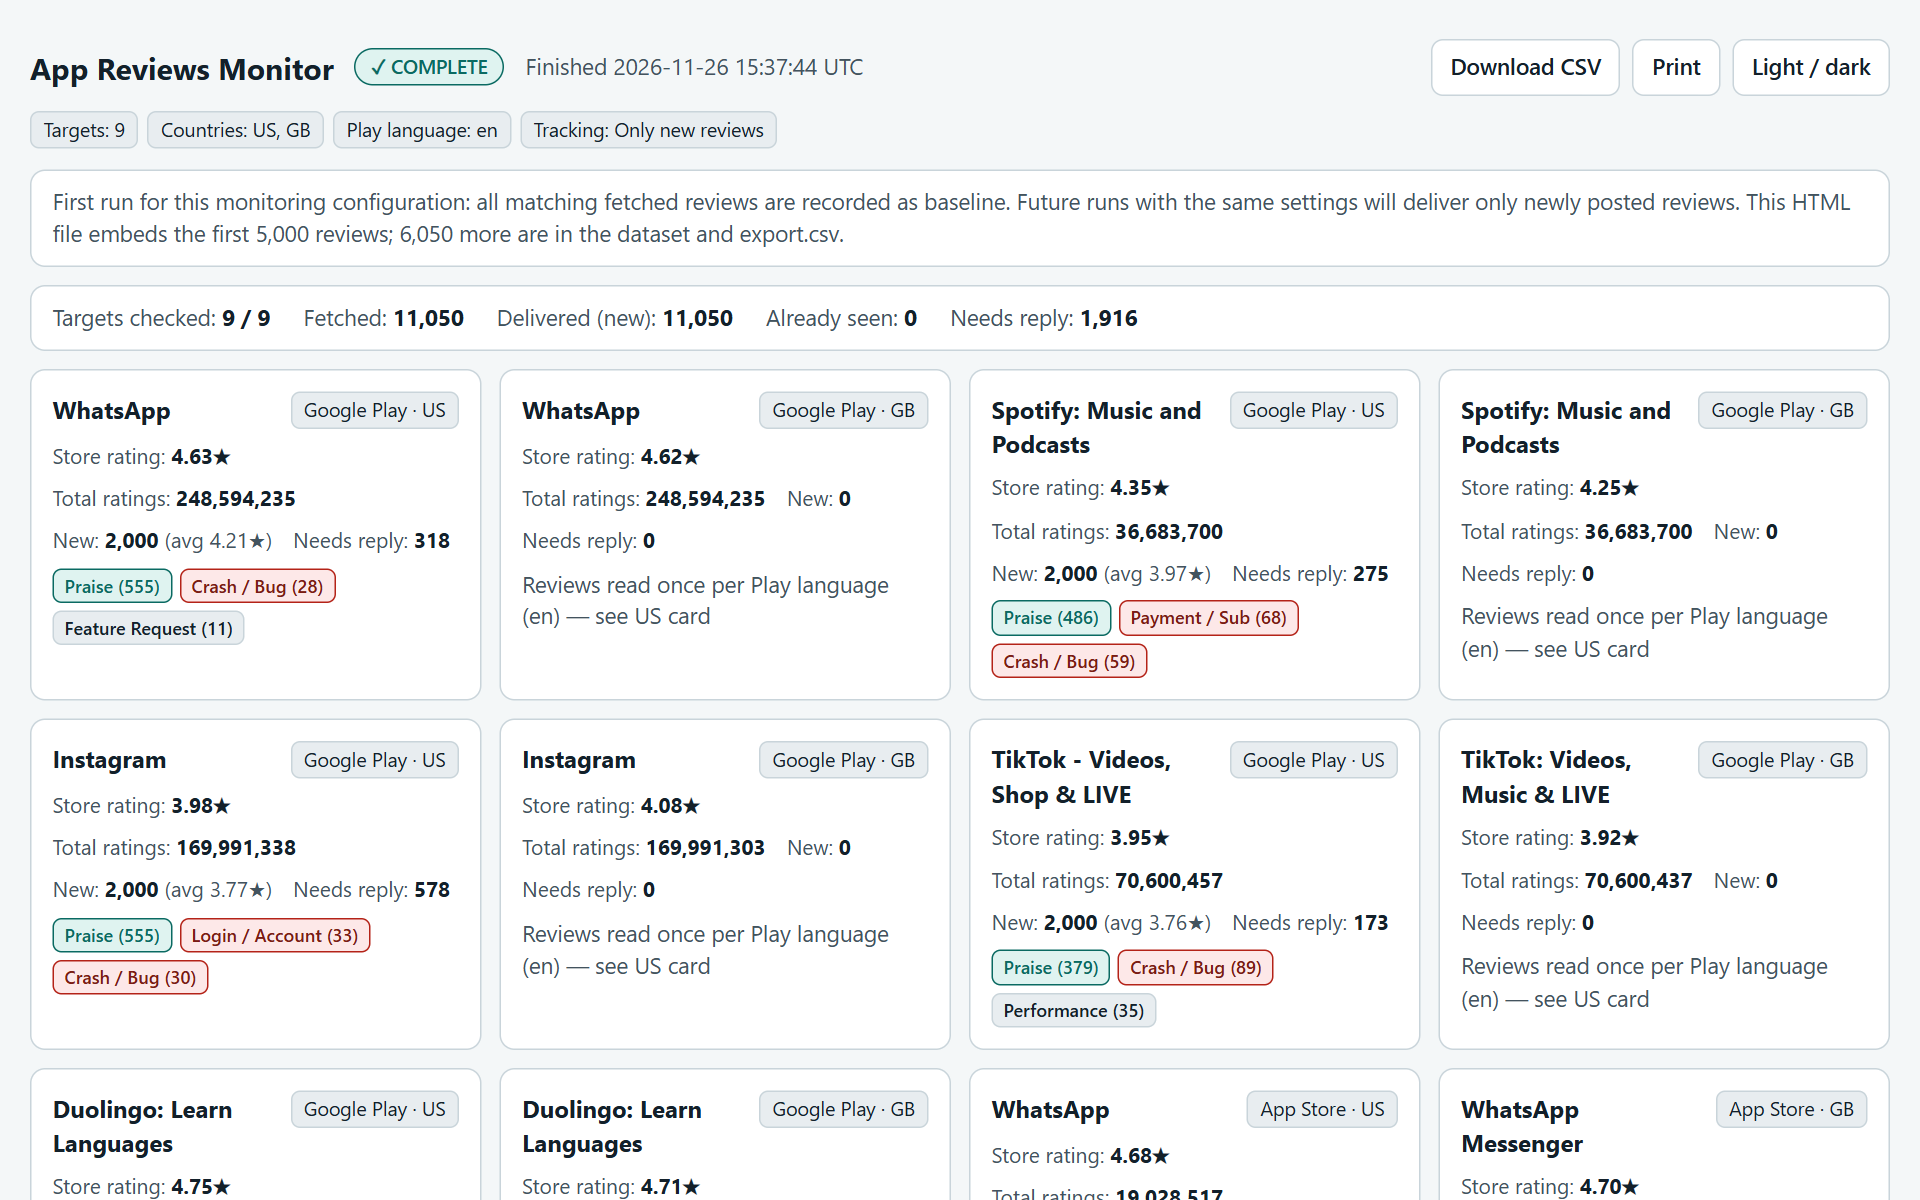 App Reviews Monitor
✓ COMPLETE
Finished 2026-11-26 15:37:44 UTC
Download CSV
Print
Light / dark
Targets: 9
Countries: US, GB
Play language: en
Tracking: Only new reviews
First run for this monitoring configuration: all matching fetched reviews are recorded as baseline. Future runs with the same settings will deliver only newly posted reviews. This HTML
file embeds the first 5,000 reviews; 6,050 more are in the dataset and export.csv.
Targets checked: 9 / 9
Fetched: 11,050
Delivered (new): 11,050
Already seen: 0
Needs reply: 1,916
WhatsApp
Google Play · US
Store rating: 4.63★
Total ratings: 248,594,235
New: 2,000 (avg 4.21★) Needs reply: 318
Praise (555)
Crash / Bug (28)
Feature Request (11)
WhatsApp
Google Play · GB
Store rating: 4.62★
Total ratings: 248,594,235 New: 0
Needs reply: 0
Reviews read once per Play language
(en) — see US card
Spotify: Music and
Podcasts
Google Play · US
Store rating: 4.35★
Total ratings: 36,683,700
New: 2,000 (avg 3.97★) Needs reply: 275
Praise (486)
Payment / Sub (68)
Crash / Bug (59)
Spotify: Music and
Podcasts
Google Play · GB
Store rating: 4.25★
Total ratings: 36,683,700 New: 0
Needs reply: 0
Reviews read once per Play language
(en) — see US card
Instagram
Google Play · US
Store rating: 3.98★
Total ratings: 169,991,338
New: 2,000 (avg 3.77★) Needs reply: 578
Praise (555)
Login / Account (33)
Crash / Bug (30)
Instagram
Google Play · GB
Store rating: 4.08★
Total ratings: 169,991,303 New: 0
Needs reply: 0
Reviews read once per Play language
(en) — see US card
TikTok - Videos,
Shop & LIVE
Google Play · US
Store rating: 3.95★
Total ratings: 70,600,457
New: 2,000 (avg 3.76★) Needs reply: 173
Praise (379)
Crash / Bug (89)
Performance (35)
TikTok: Videos,
Music & LIVE
Google Play · GB
Store rating: 3.92★
Total ratings: 70,600,437 New: 0
Needs reply: 0
Reviews read once per Play language
(en) — see US card
Duolingo: Learn
Languages
Google Play · US
Store rating: 4.75★
Duolingo: Learn
Languages
Google Play · GB
Store rating: 4.71★
WhatsApp
App Store · US
Store rating: 4.68★
Total ratings: 19,028,517
WhatsApp
Messenger
App Store · GB
Store rating: 4.70★